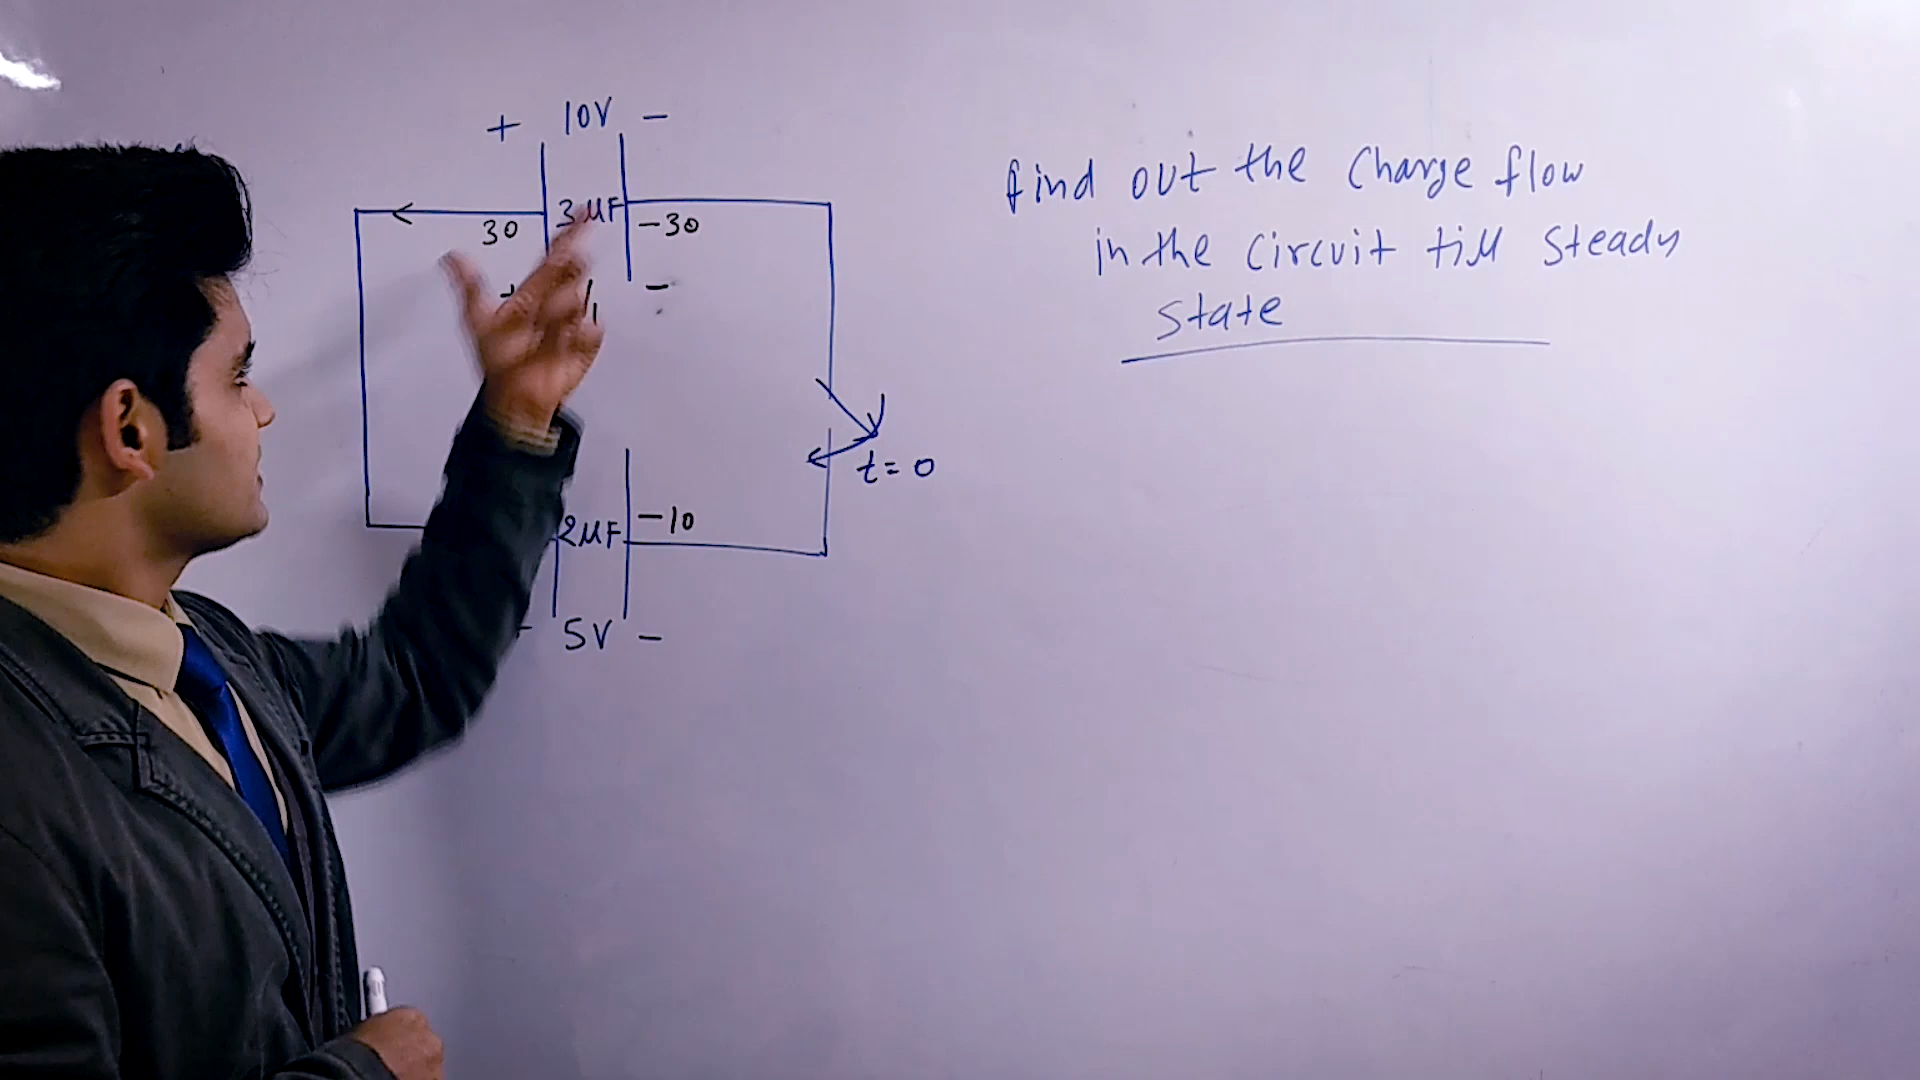 + 10V -
30 3 μF -30
+ -
find out the charge flow
in the circuit till steady
state
t = 0
2μF -10
5V -